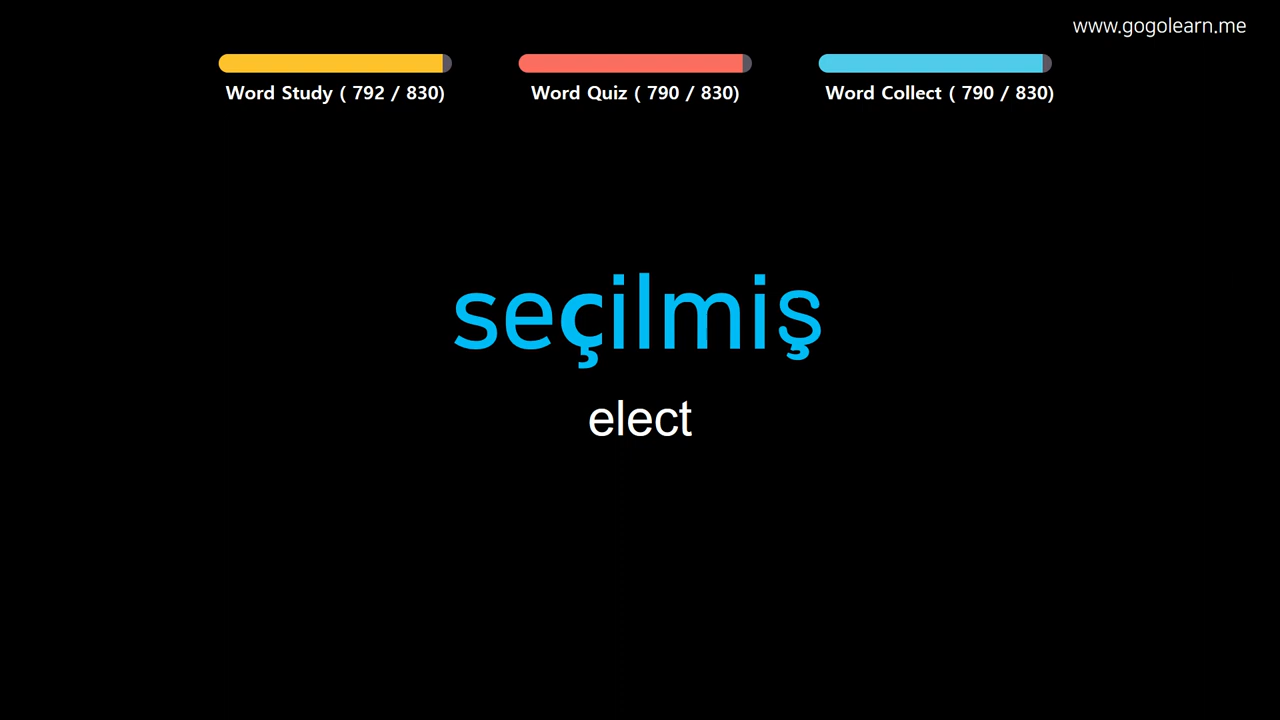 www.gogolearn.me
Word Study ( 792 / 830)
Word Quiz ( 790 / 830)
Word Collect ( 790 / 830)
seçilmiş
elect